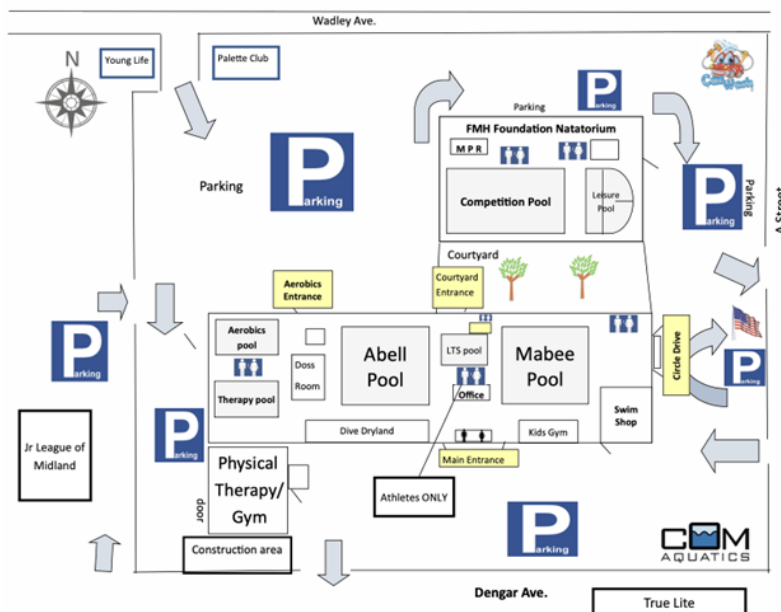 Wadley Ave.
N
Young Life
Palette Club
Car Wash
Parking
Parking
Parking
Parking
FMH Foundation Natatorium
M P R
Competition Pool
Leisure
Pool
Parking
Parking
A Street
Courtyard
Aerobics
Entrance
Courtyard
Entrance
Aerobics
pool
Doss
Room
Abell
Pool
LTS pool
Mabee
Pool
Circle Drive
Parking
Parking
Therapy pool
Office
Swim
Shop
Dive Dryland
Kids Gym
Main Entrance
Parking
Jr League of
Midland
Physical
Therapy/
Gym
door
Athletes ONLY
Parking
Construction area
COM
AQUATICS
Dengar Ave.
True Lite